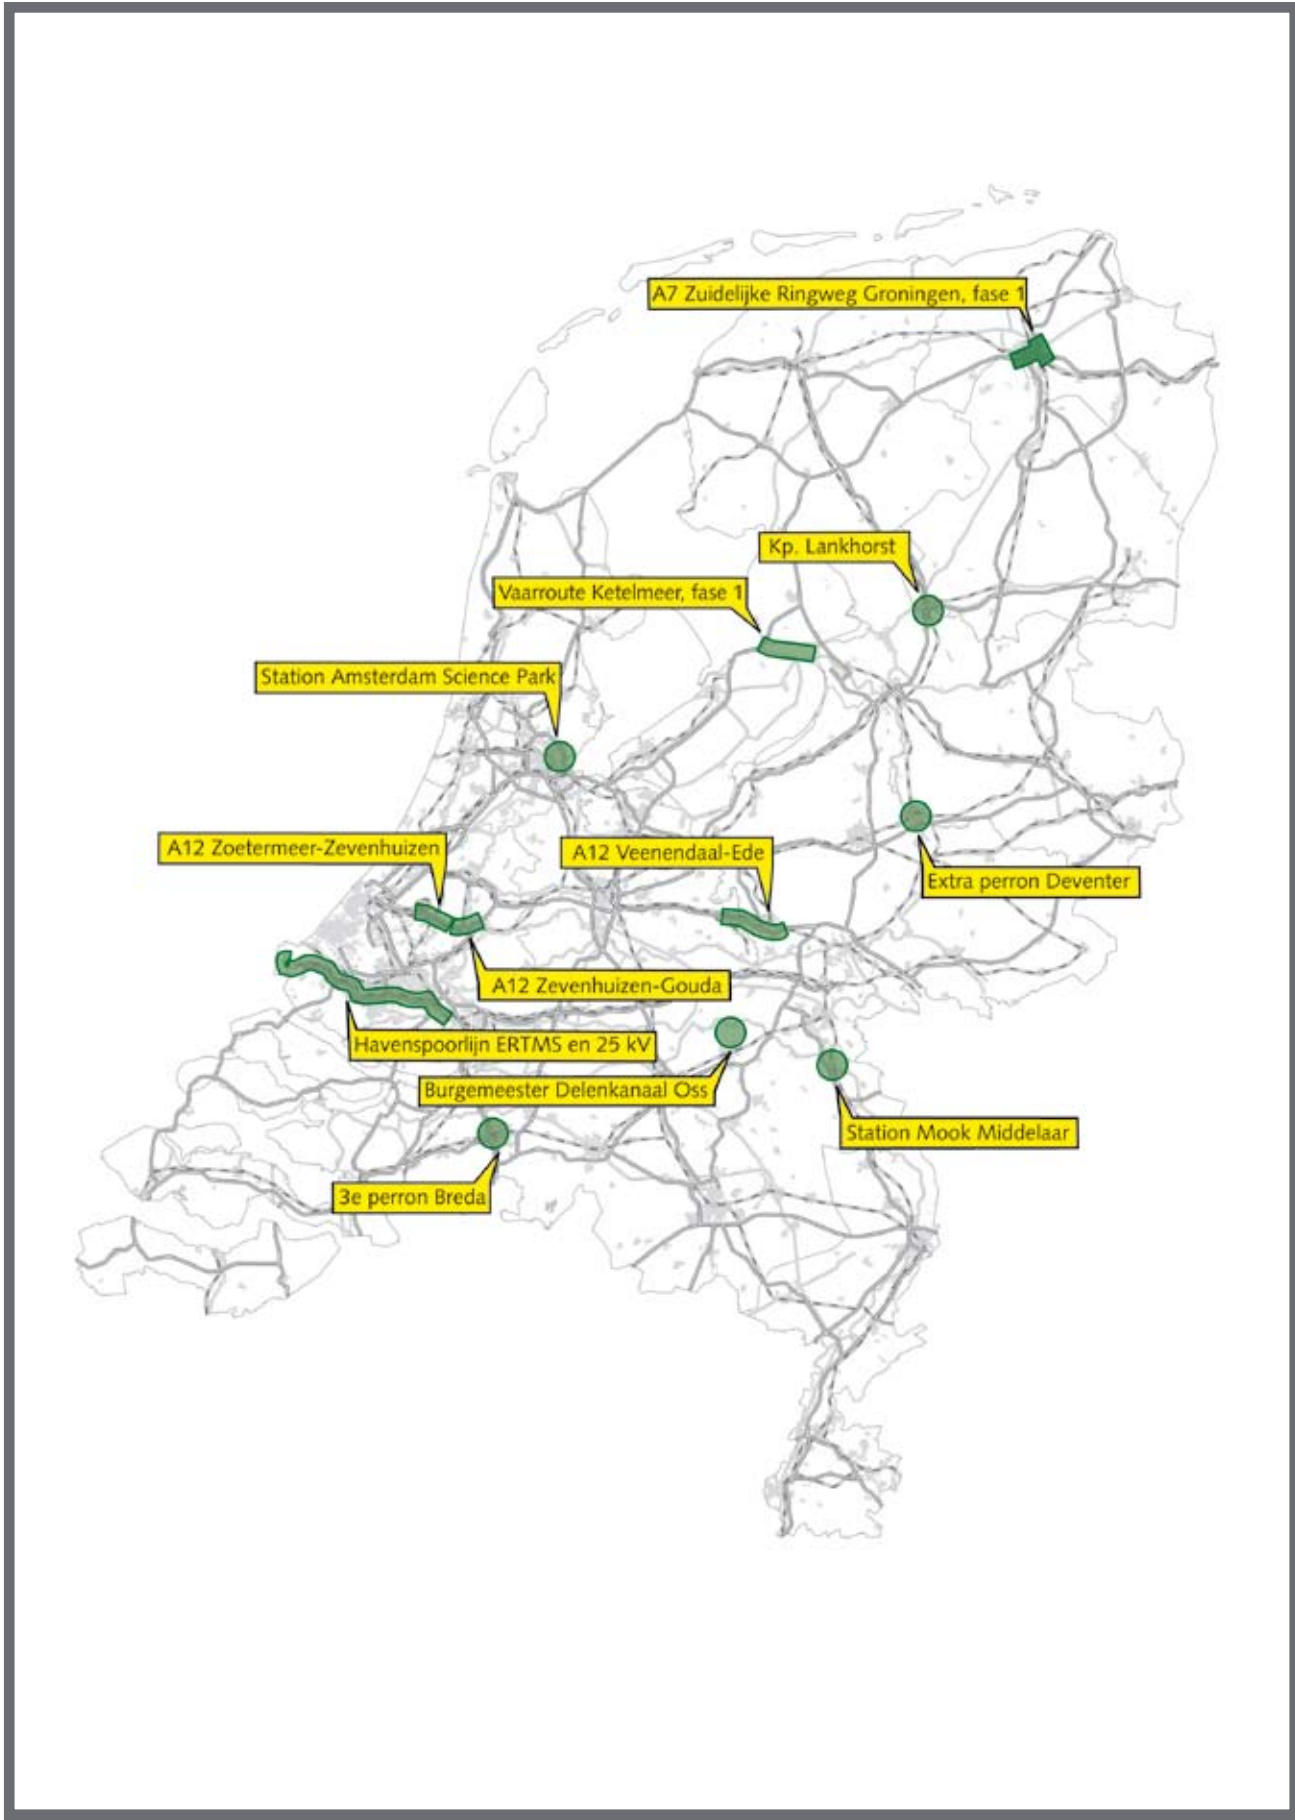 A7 Zuidelijke Ringweg Groningen, fase 1
Kp. Lankhorst
Vaarroute Ketelmeer, fase 1
Station Amsterdam Science Park
A12 Zoetermeer-Zevenhuizen
A12 Veenendaal-Ede
Extra perron Deventer
A12 Zevenhuizen-Gouda
Havenspoorlijn ERTMS en 25 kV
Burgemeester Delenkanaal Oss
Station Mook Middelaar
3e perron Breda